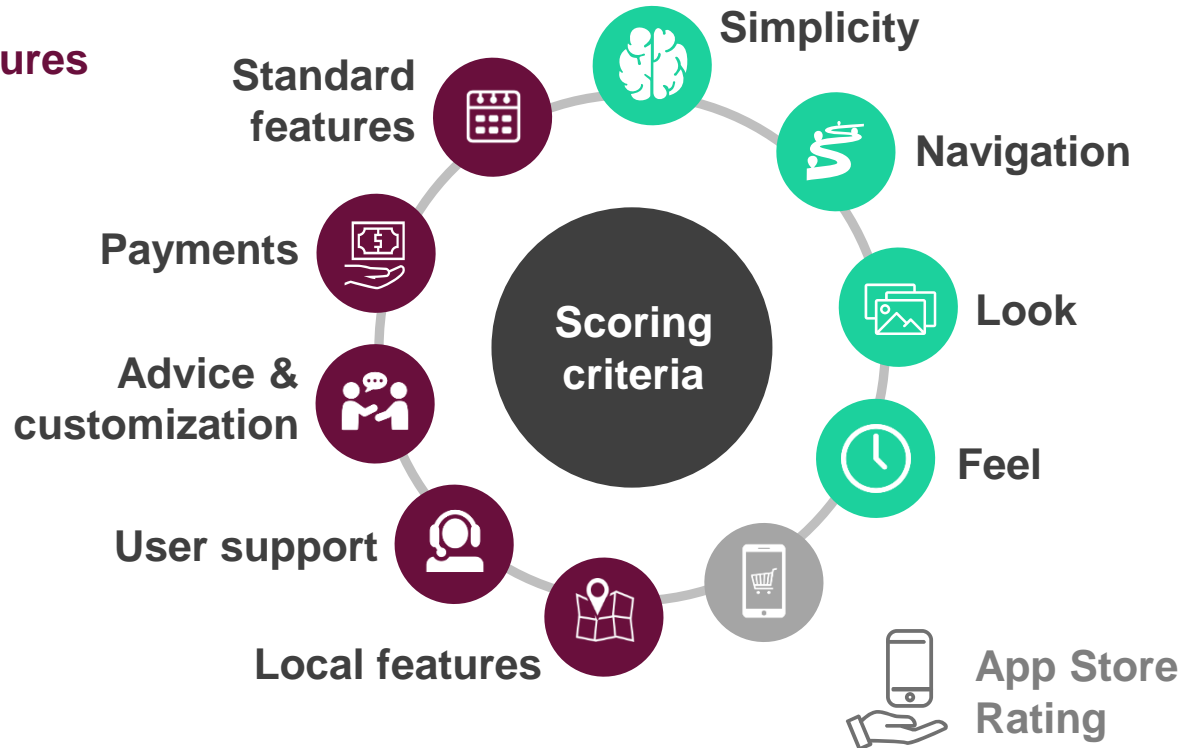 Simplicity
ures
Standard
features
Navigation
Payments
Look
Scoring
criteria
Advice &
customization
Feel
User support
Local features
App Store
Rating